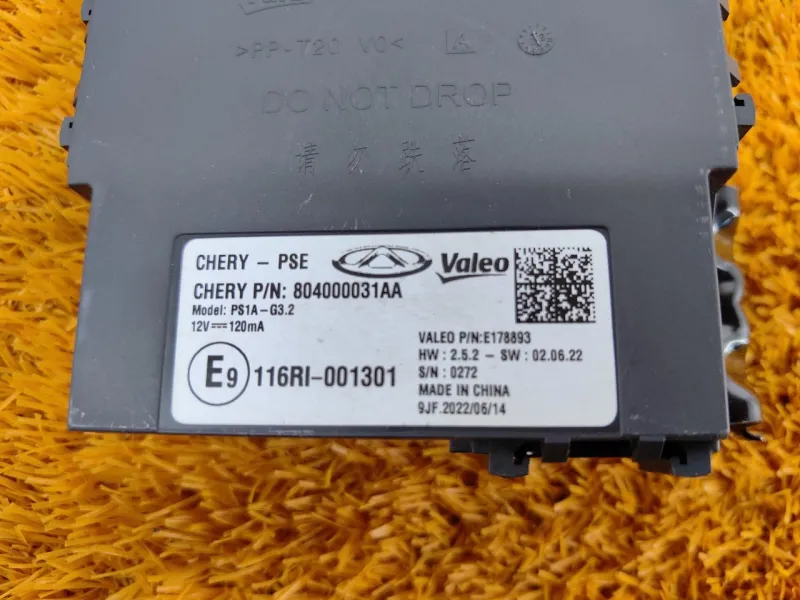 Valeo
>PP-T20 V0<
DO NOT DROP
请勿跌落
CHERY - PSE
Valeo
CHERY P/N: 804000031AA
Model: PS1A-G3.2
12V 120mA
VALEO P/N:E178893
HW : 2.5.2 - SW : 02.06.22
S/N : 0272
E9 116RI-001301
MADE IN CHINA
9JF.2022/06/14